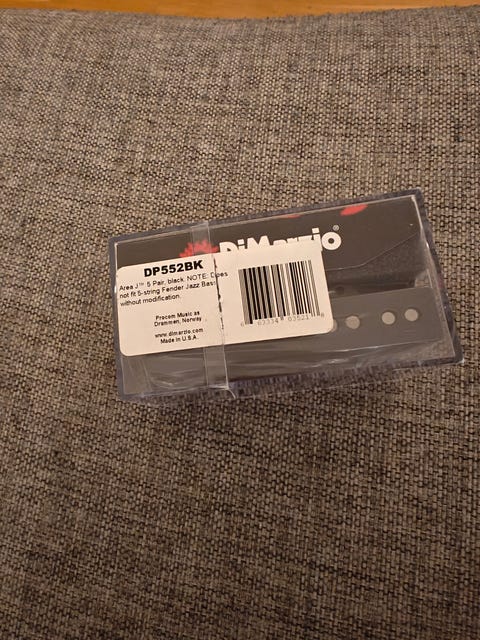 DiMarzio®
DP552BK
Area J™ 5 Pair, black. NOTE: Does
not fit 5-string Fender Jazz Bass
without modification.
Procom Music as
Drammen, Norway
www.dimarzio.com
Made in U.S.A.